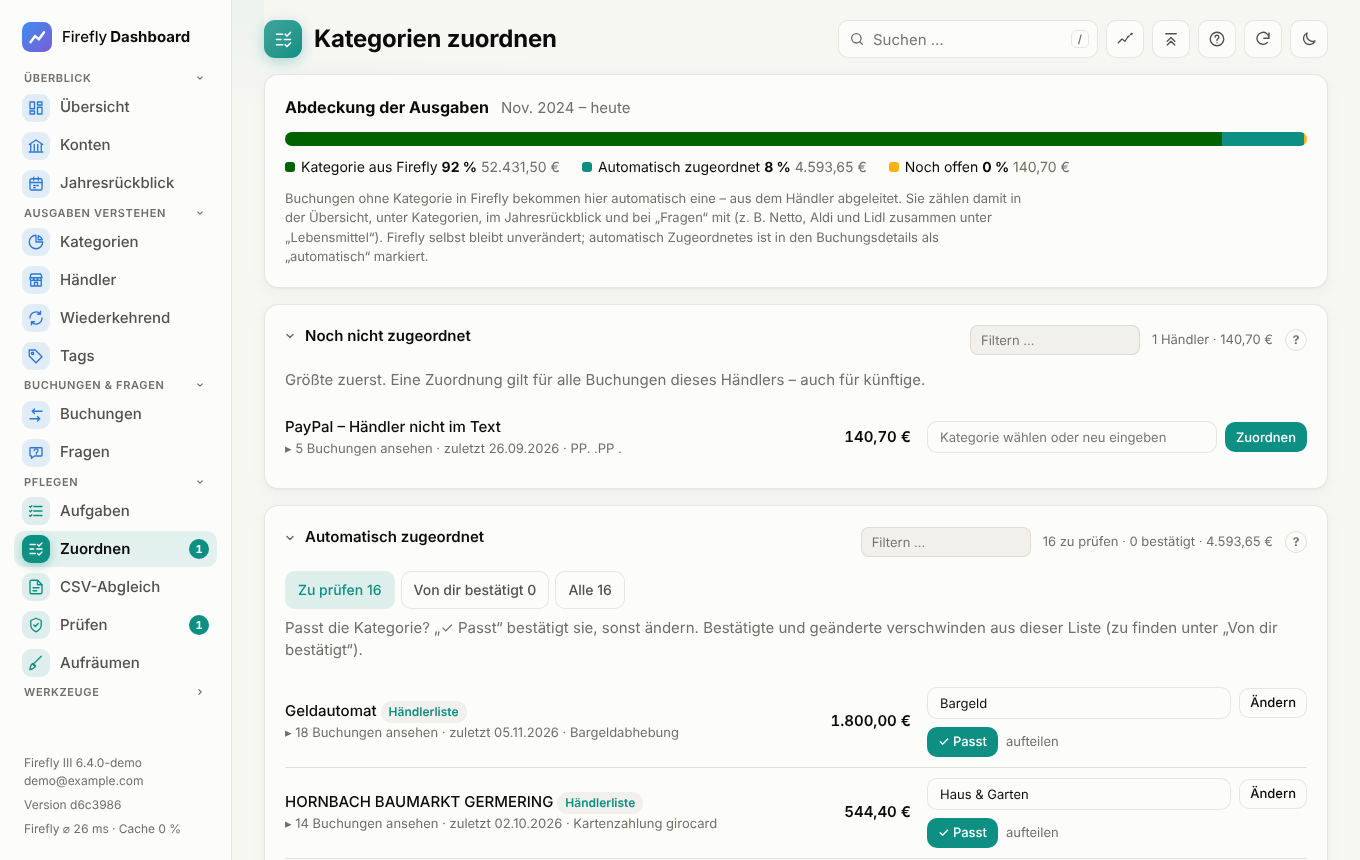 Firefly Dashboard
ÜBERBLICK
Übersicht
Konten
Jahresrückblick
AUSGABEN VERSTEHEN
Kategorien
Händler
Wiederkehrend
Tags
BUCHUNGEN & FRAGEN
Buchungen
Fragen
PFLEGEN
Aufgaben
Zuordnen 1
CSV-Abgleich
Prüfen 1
Aufräumen
WERKZEUGE
Firefly III 6.4.0-demo
demo@example.com
Version d6c3986
Firefly ⌀ 26 ms · Cache 0 %
Kategorien zuordnen
Suchen … /
Abdeckung der Ausgaben Nov. 2024 – heute
Kategorie aus Firefly 92 % 52.431,50 € Automatisch zugeordnet 8 % 4.593,65 € Noch offen 0 % 140,70 €
Buchungen ohne Kategorie in Firefly bekommen hier automatisch eine – aus dem Händler abgeleitet. Sie zählen damit in
der Übersicht, unter Kategorien, im Jahresrückblick und bei „Fragen“ mit (z. B. Netto, Aldi und Lidl zusammen unter
„Lebensmittel“). Firefly selbst bleibt unverändert; automatisch Zugeordnetes ist in den Buchungsdetails als
„automatisch“ markiert.
Noch nicht zugeordnet
Filtern … 1 Händler · 140,70 € ?
Größte zuerst. Eine Zuordnung gilt für alle Buchungen dieses Händlers – auch für künftige.
PayPal – Händler nicht im Text
▸ 5 Buchungen ansehen · zuletzt 26.09.2026 · PP. .PP .
140,70 € Kategorie wählen oder neu eingeben Zuordnen
Automatisch zugeordnet
Filtern … 16 zu prüfen · 0 bestätigt · 4.593,65 € ?
Zu prüfen 16 Von dir bestätigt 0 Alle 16
Passt die Kategorie? „✓ Passt“ bestätigt sie, sonst ändern. Bestätigte und geänderte verschwinden aus dieser Liste (zu finden unter „Von dir
bestätigt“).
Geldautomat Händlerliste
▸ 18 Buchungen ansehen · zuletzt 05.11.2026 · Bargeldabhebung
1.800,00 € Bargeld Ändern
✓ Passt aufteilen
HORNBACH BAUMARKT GERMERING Händlerliste
▸ 14 Buchungen ansehen · zuletzt 02.10.2026 · Kartenzahlung girocard
544,40 € Haus & Garten Ändern
✓ Passt aufteilen